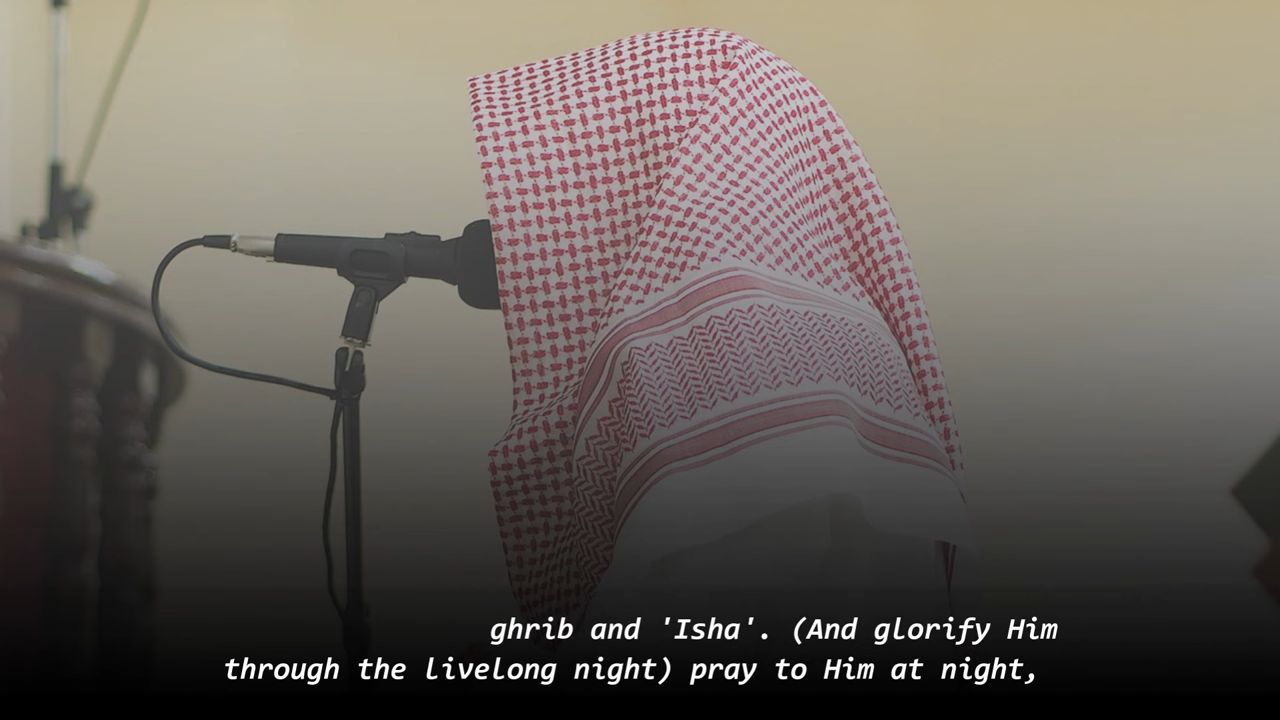 ghrib and 'Isha'. (And glorify Him
through the livelong night) pray to Him at night,